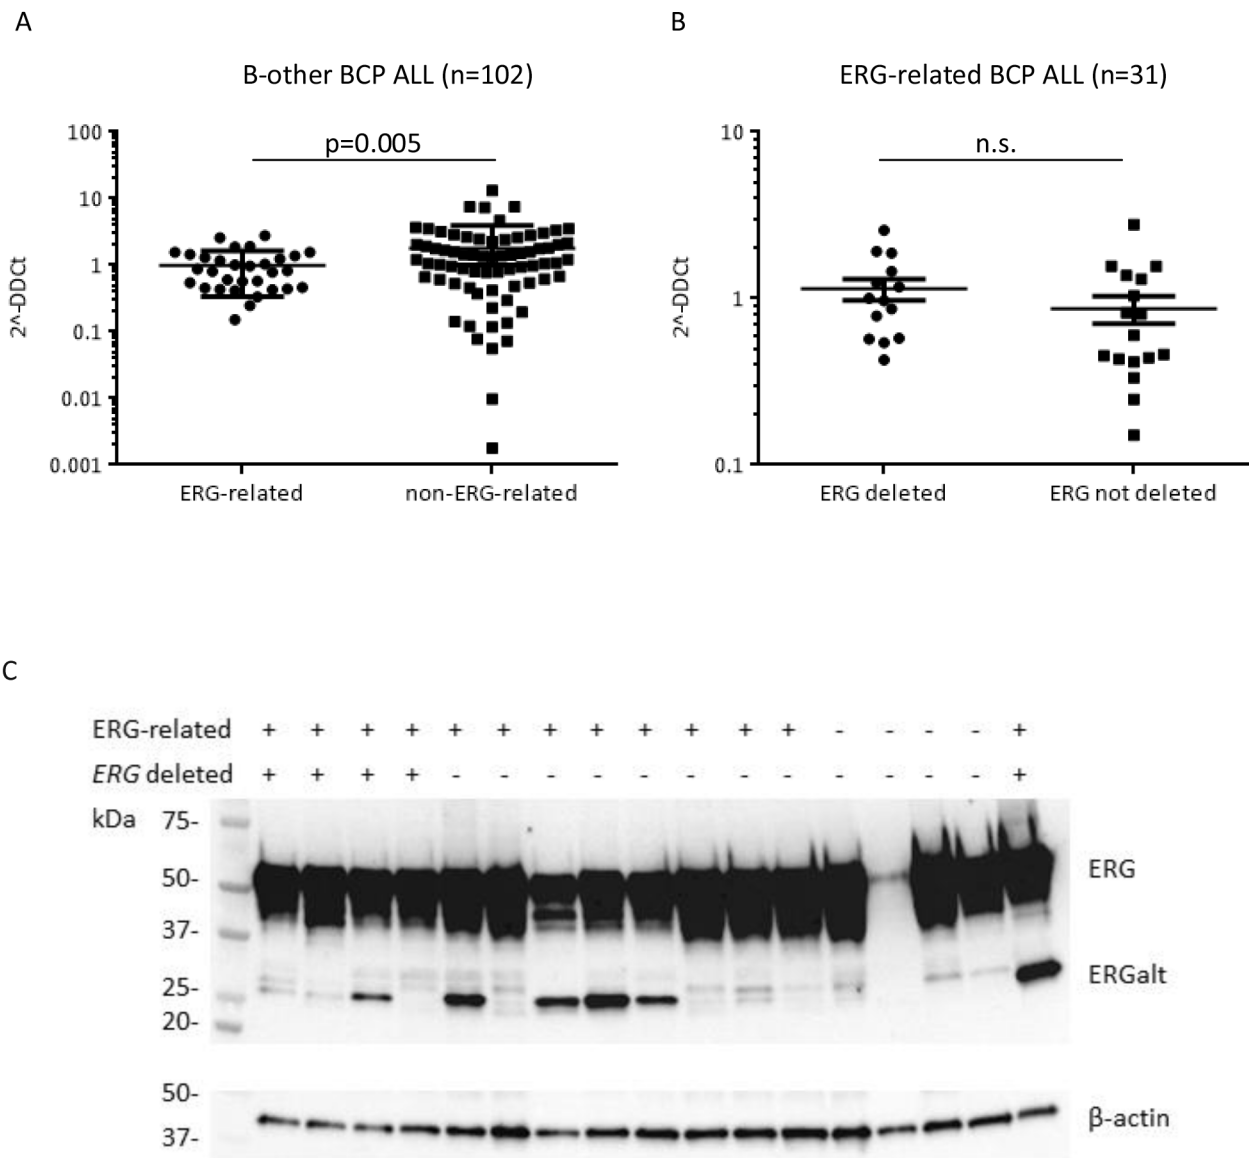 A
B
B-other BCP ALL (n=102)
ERG-related BCP ALL (n=31)
p=0.005
n.s.
2^-DDCt
100
10
1
0.1
0.01
0.001
ERG-related
non-ERG-related
2^-DDCt
10
1
0.1
ERG deleted
ERG not deleted
C
ERG-related + + + + + + + + + + + + - - - - +
ERG deleted + + + + - - - - - - - - - - - - +
kDa 75-
50-
37-
25-
20-
ERG
ERGalt
50-
37-
β-actin